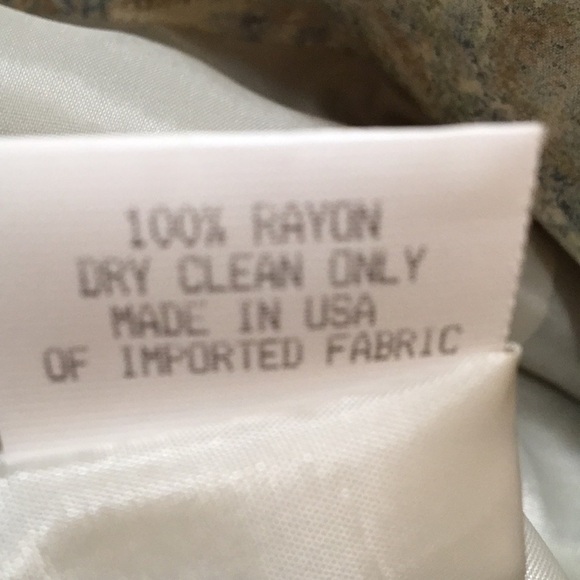 100% RAYON
DRY CLEAN ONLY
MADE IN USA
OF IMPORTED FABRIC